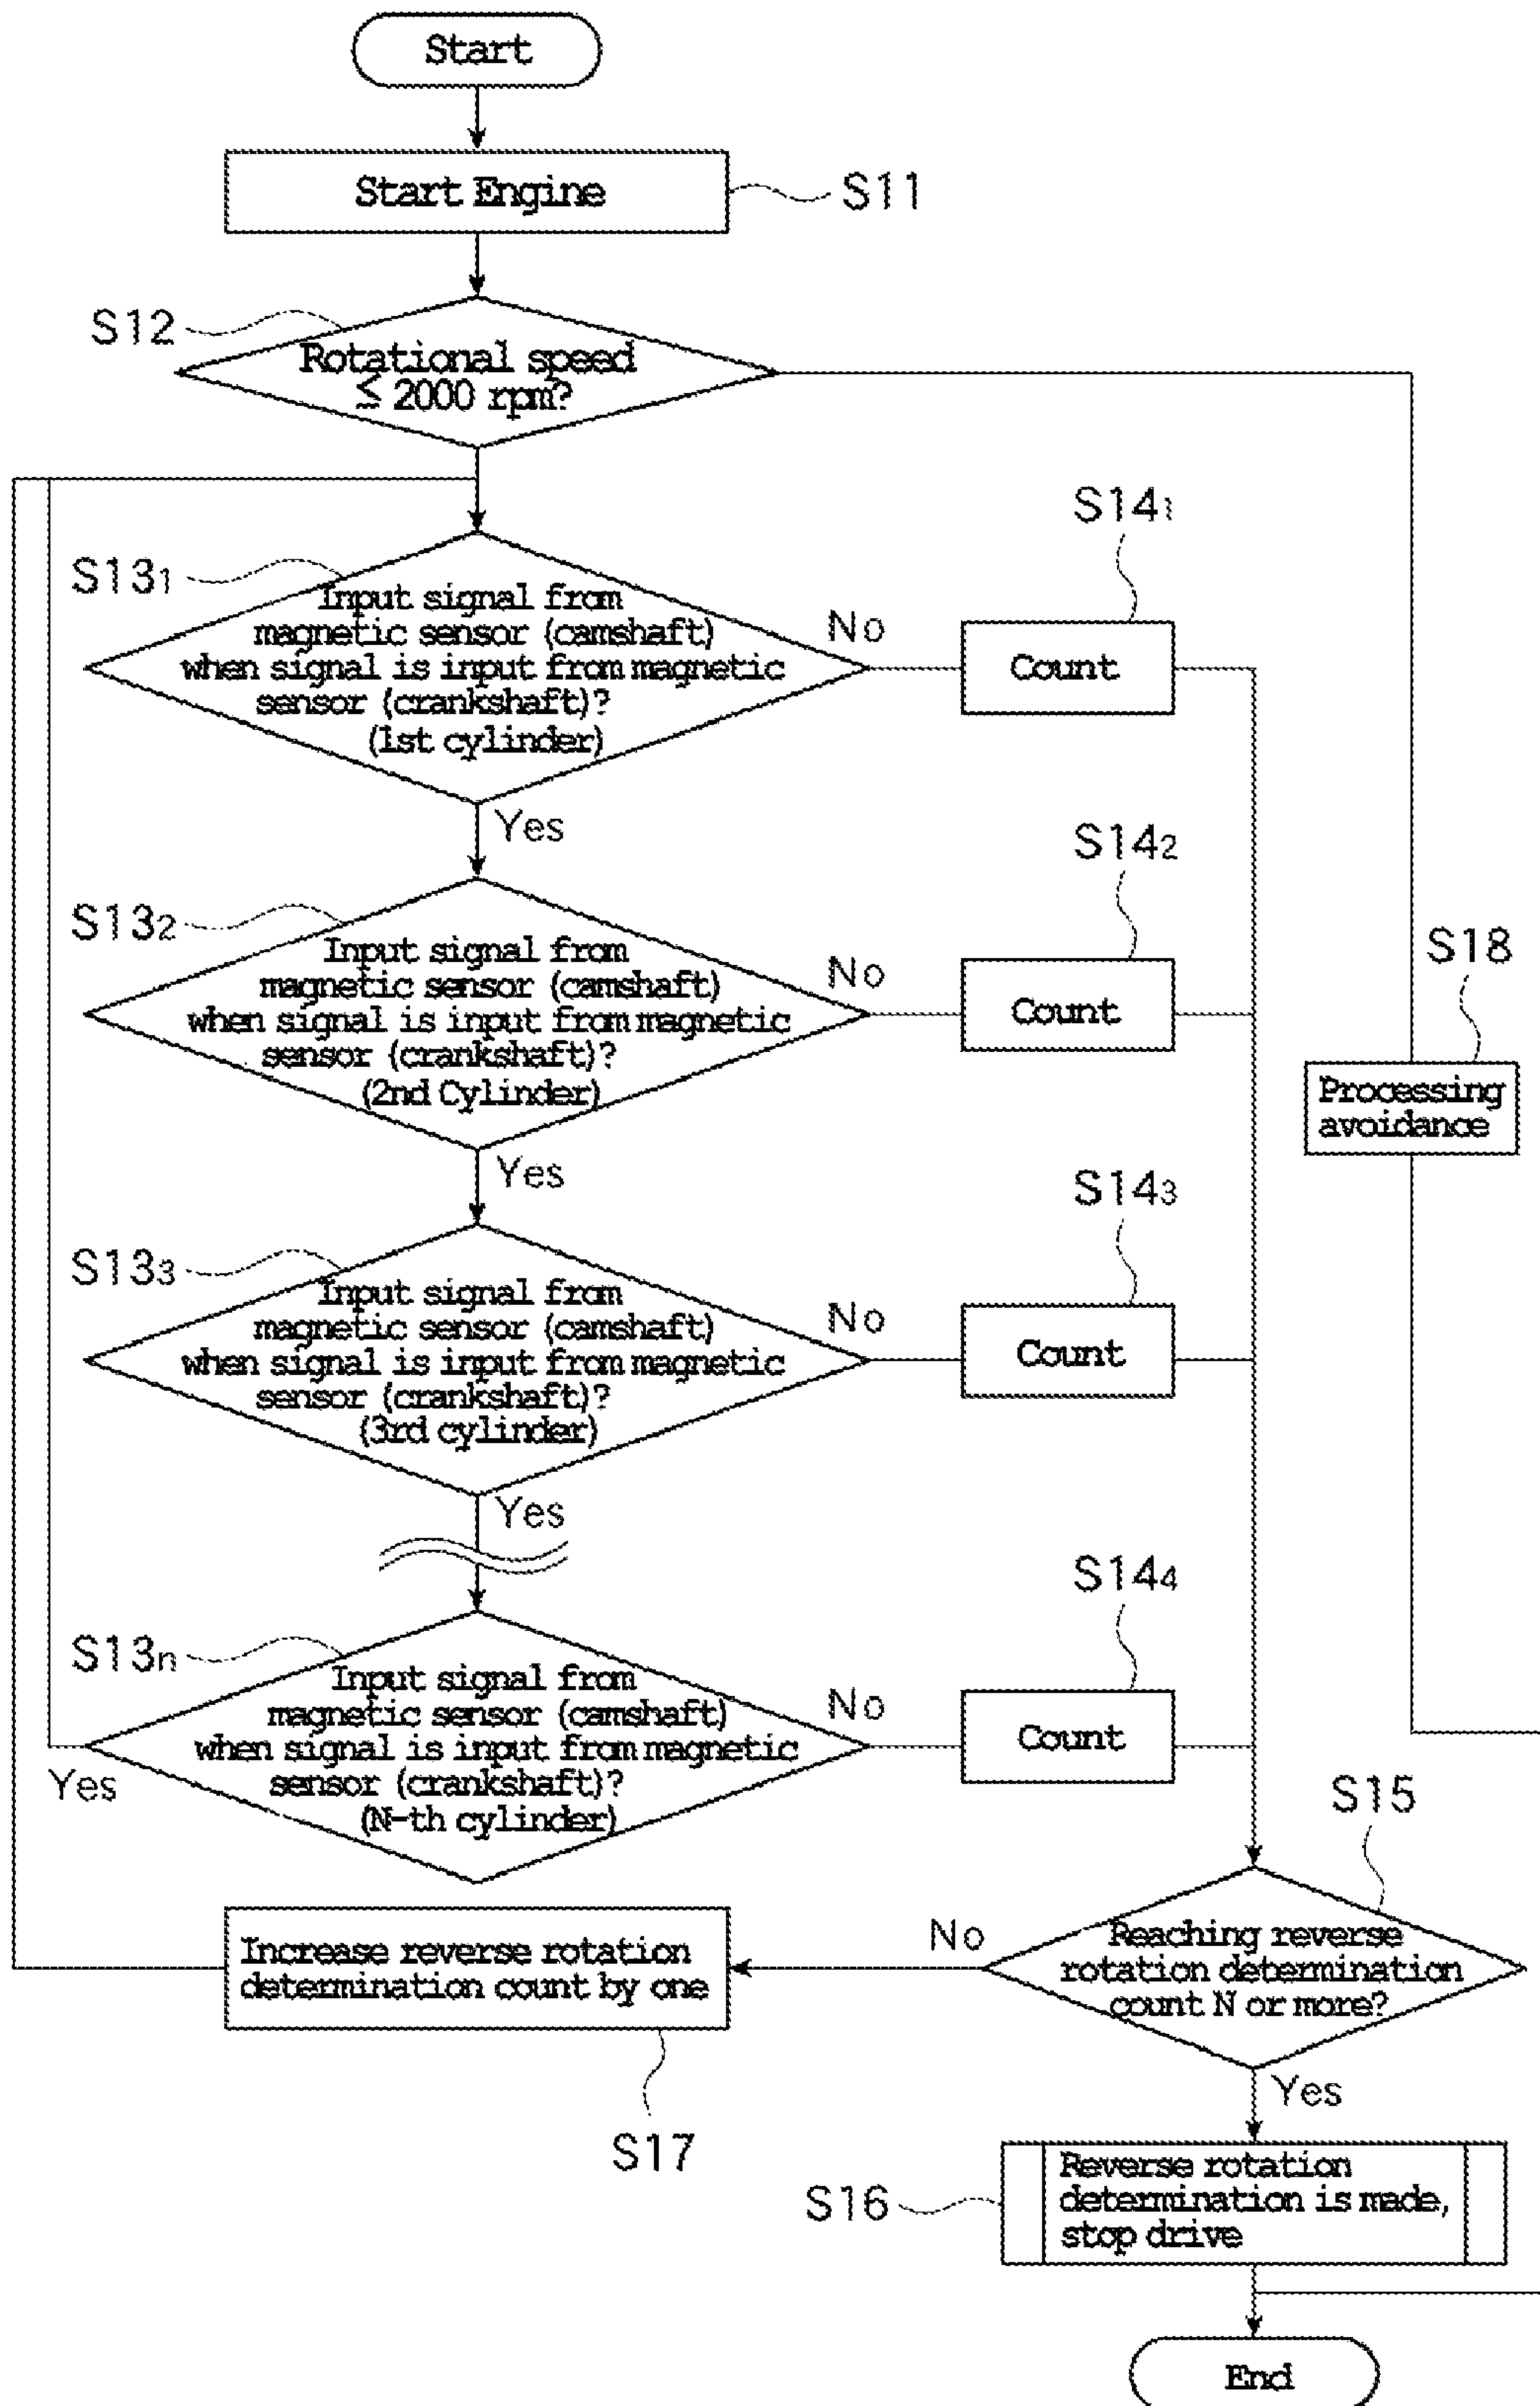 Start
Start Engine
S11
S12
Rotational speed
≤ 2000 rpm?
S13₁
Input signal from
magnetic sensor (camshaft)
when signal is input from magnetic
sensor (crankshaft)?
(1st cylinder)
No
S14₁
Count
Yes
S13₂
Input signal from
magnetic sensor (camshaft)
when signal is input from magnetic
sensor (crankshaft)?
(2nd Cylinder)
No
S14₂
Count
S18
Processing
avoidance
Yes
S13₃
Input signal from
magnetic sensor (camshaft)
when signal is input from magnetic
sensor (crankshaft)?
(3rd cylinder)
No
S14₃
Count
Yes
S13n
Input signal from
magnetic sensor (camshaft)
when signal is input from magnetic
sensor (crankshaft)?
(N-th cylinder)
No
S14₄
Count
Yes
S15
Reaching reverse
rotation determination
count N or more?
No
Increase reverse rotation
determination count by one
S17
Yes
S16
Reverse rotation
determination is made,
stop drive
End